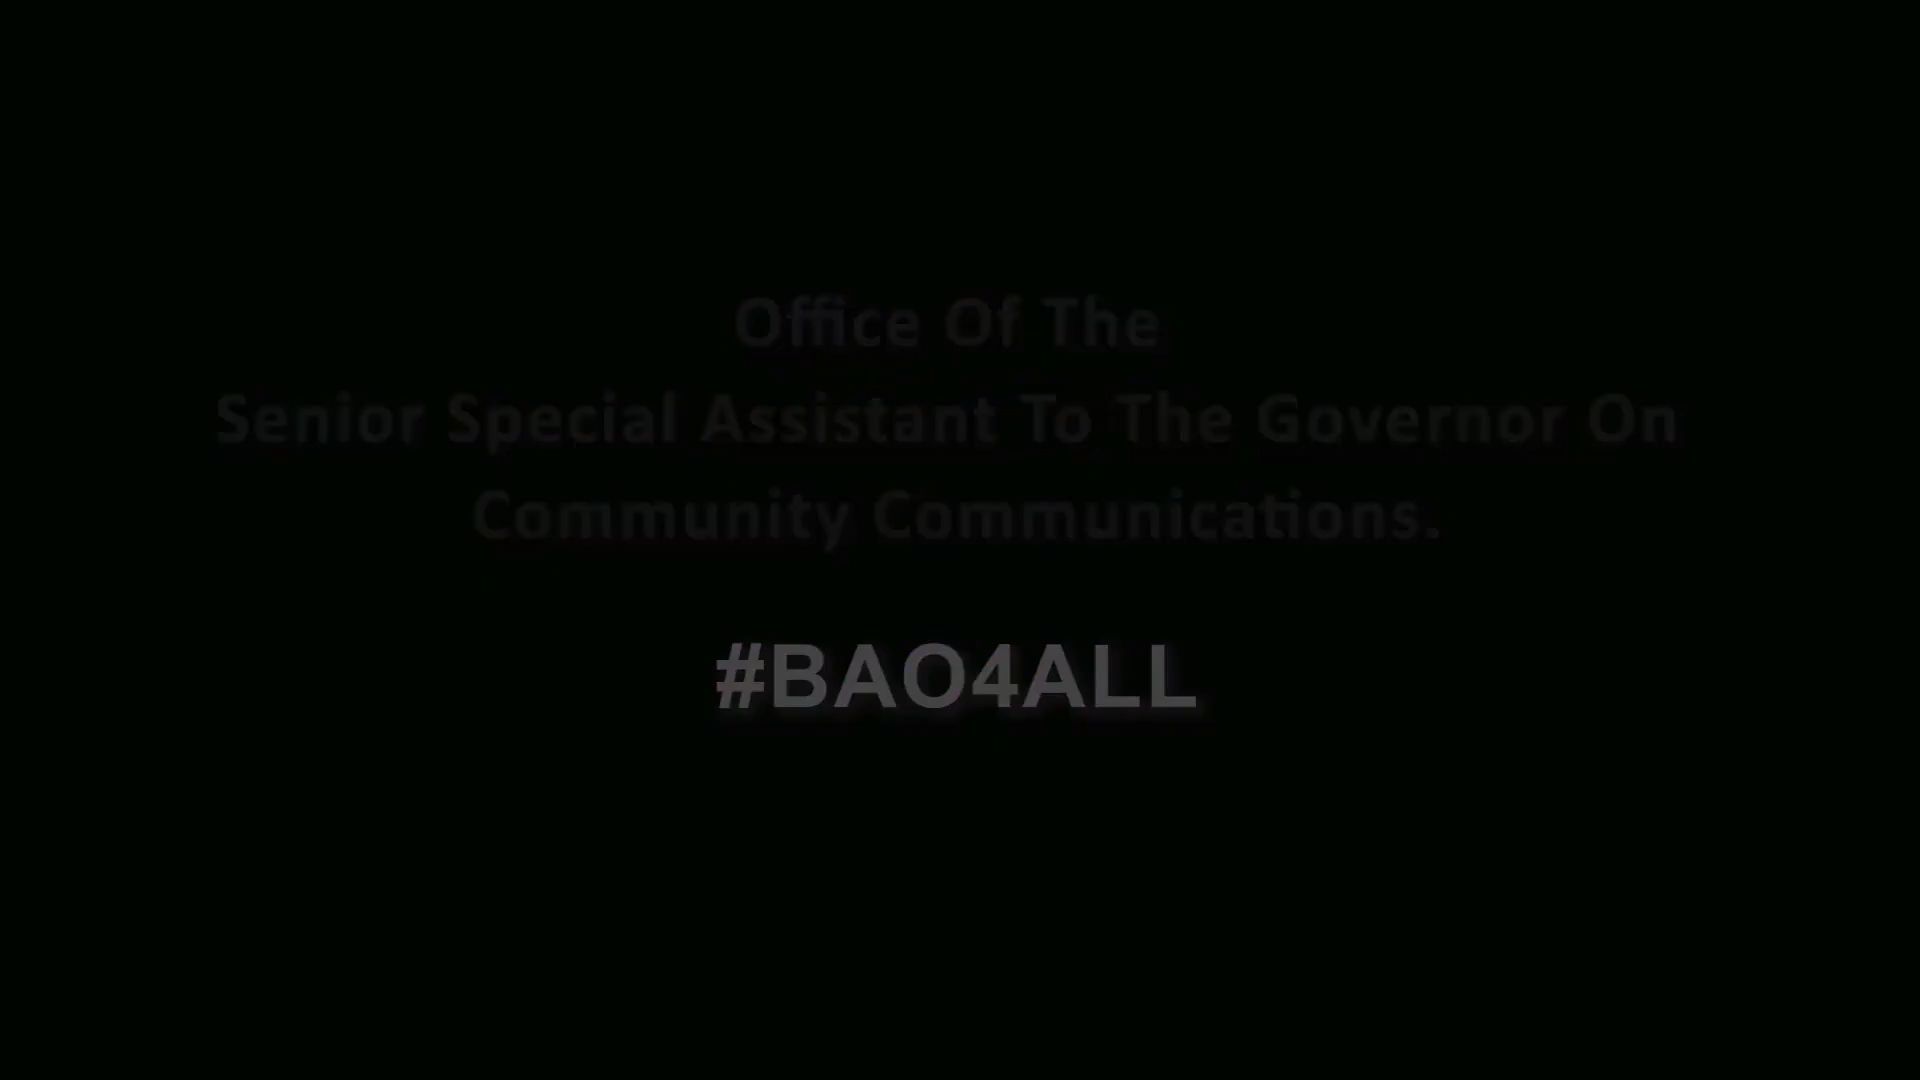 Office Of The
Senior Special Assistant To The Governor On
Community Communications.
#BAO4ALL